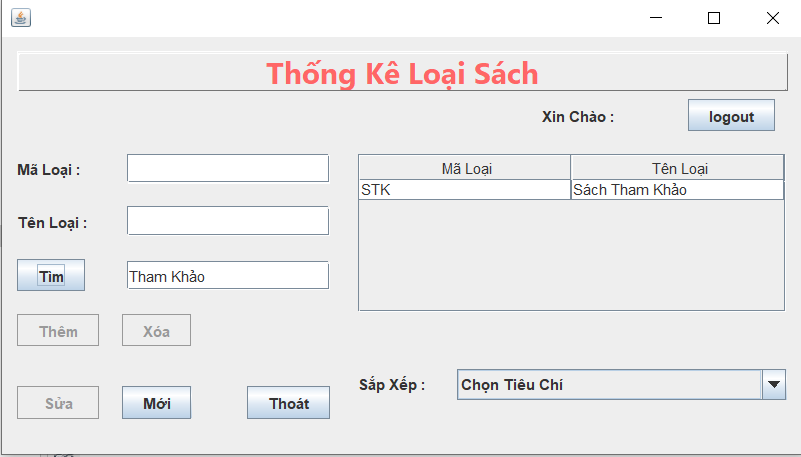 Thống Kê Loại Sách
Xin Chào :
logout
Mã Loại :
Tên Loại :
Tìm
Tham Khảo
Thêm
Xóa
Sửa
Mới
Thoát
Mã Loại
Tên Loại
STK
Sách Tham Khảo
Sắp Xếp :
Chọn Tiêu Chí